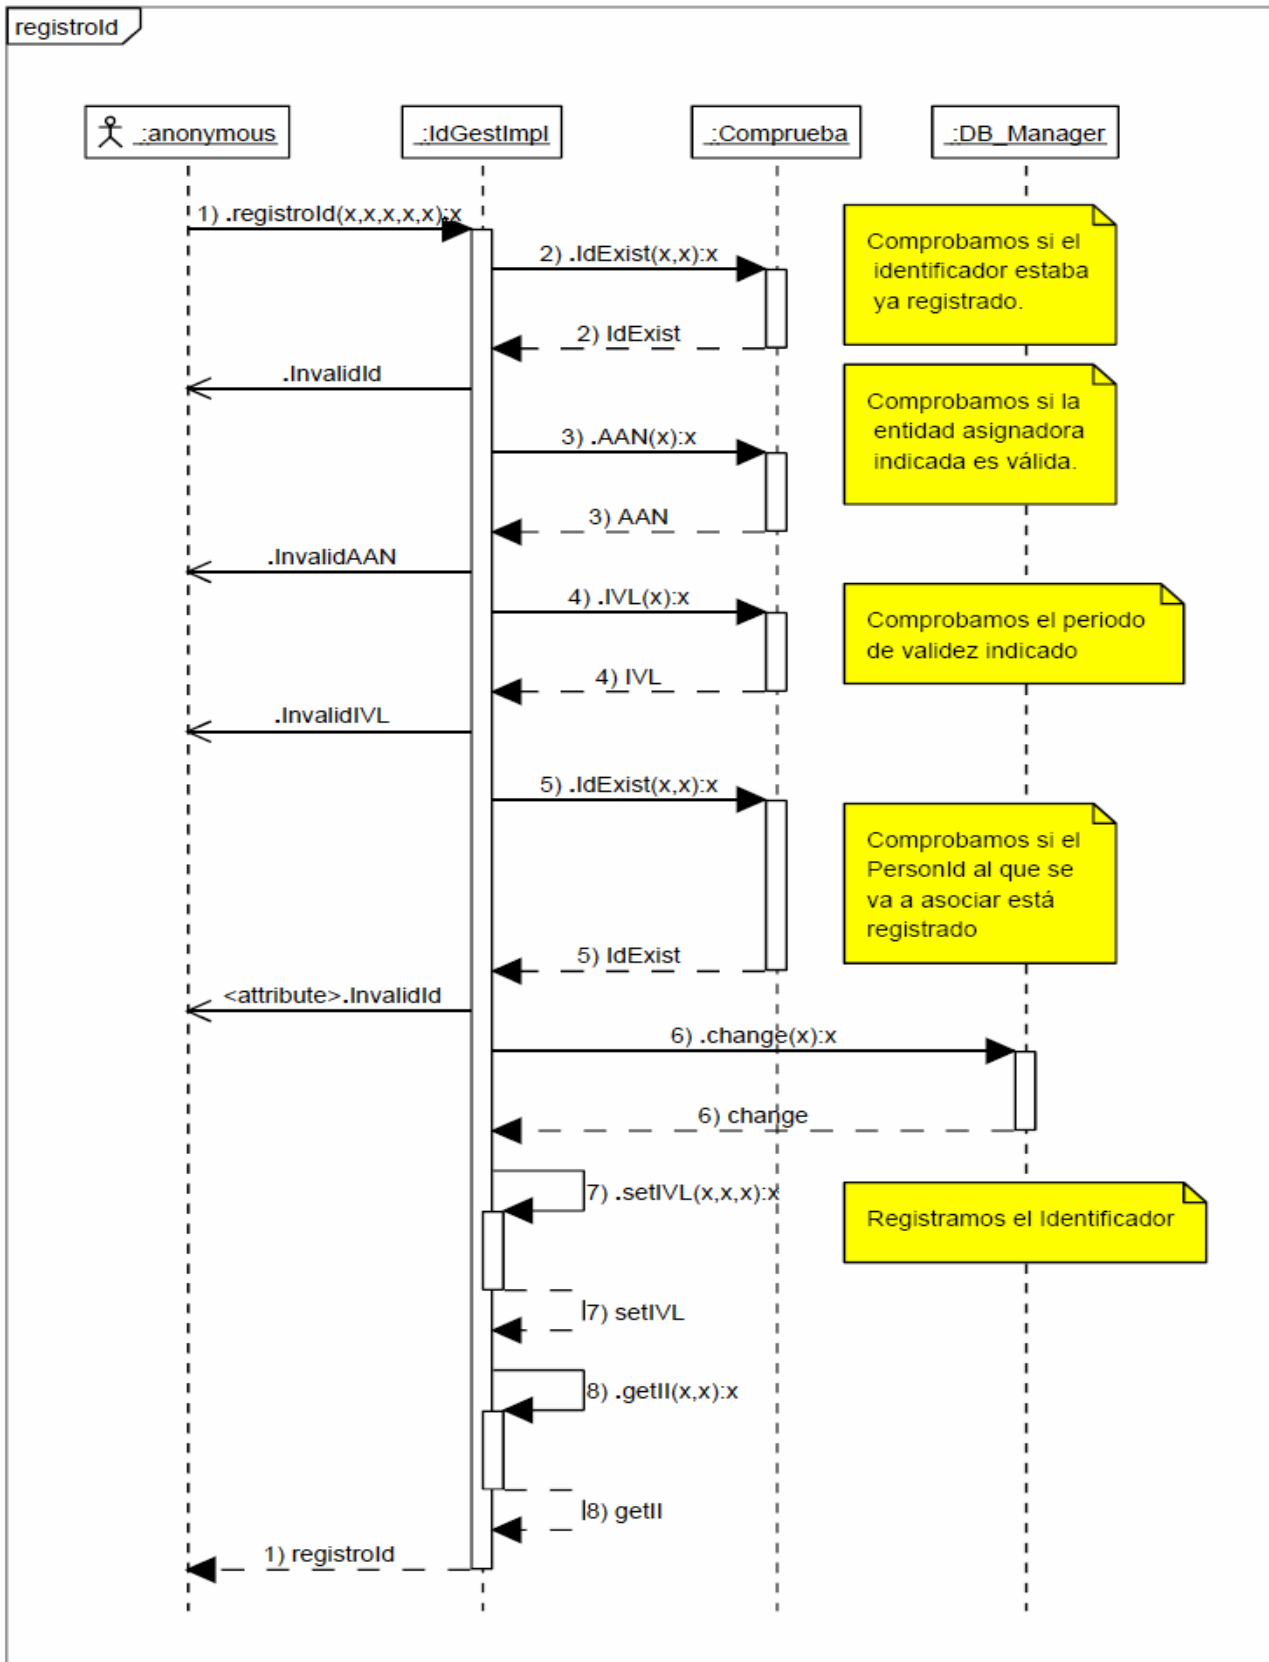 registroId
:anonymous
:IdGestImpl
:Comprueba
:DB_Manager
1) .registroId(x,x,x,x,x):x
2) .IdExist(x,x):x
Comprobamos si el
identificador estaba
ya registrado.
2) IdExist
.InvalidId
3) .AAN(x):x
Comprobamos si la
entidad asignadora
indicada es válida.
3) AAN
.InvalidAAN
4) .IVL(x):x
Comprobamos el periodo
de validez indicado
4) IVL
.InvalidIVL
5) .IdExist(x,x):x
Comprobamos si el
PersonId al que se
va a asociar está
registrado
5) IdExist
<attribute>.InvalidId
6) .change(x):x
6) change
7) .setIVL(x,x,x):x
Registramos el Identificador
7) setIVL
8) .getII(x,x):x
8) getII
1) registroId